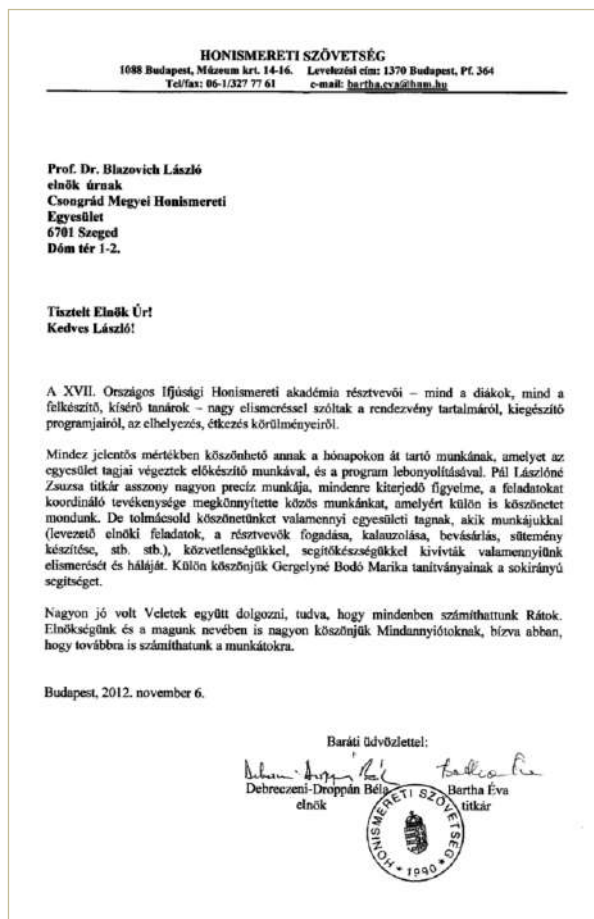 HONISMERETI SZÖVETSÉG
1088 Budapest, Múzeum krt. 14-16. Levelezési cím: 1370 Budapest, Pf. 364
Tel/fax: 06-1/327 77 61 e-mail: bartha.eva@hnm.hu
Prof. Dr. Blazovich László
elnök úrnak
Csongrád Megyei Honismereti
Egyesület
6701 Szeged
Dóm tér 1-2.
Tisztelt Elnök Úr!
Kedves László!
A XVII. Országos Ifjúsági Honismereti akadémia résztvevői – mind a diákok, mind a
felkészítő, kísérő tanárok – nagy elismeréssel szóltak a rendezvény tartalmáról, kiegészítő
programjairól, az elhelyezés, étkezés körülményeiről.
Mindez jelentős mértékben köszönhető annak a hónapokon át tartó munkának, amelyet az
egyesület tagjai végeztek előkészítő munkával, és a program lebonyolításával. Pál Lászlóné
Zsuzsa titkár asszony nagyon precíz munkája, mindenre kiterjedő figyelme, a feladatokat
koordináló tevékenysége megkönnyítette közös munkánkat, amelyért külön is köszönetet
mondunk. De tolmácsold köszönetünket valamennyi egyesületi tagnak, akik munkájukkal
(levezető elnöki feladatok, a résztvevők fogadása, kalauzolása, bevásárlás, sütemény
készítése, stb. stb.), közvetlenségükkel, segítőkészségükkel kivívták valamennyiünk
elismerését és háláját. Külön köszönjük Gergelyné Bodó Marika tanítványainak a sokirányú
segítséget.
Nagyon jó volt Veletek együtt dolgozni, tudva, hogy mindenben számíthattunk Rátok.
Elnökségünk és a magunk nevében is nagyon köszönjük Mindannyiótoknak, bízva abban,
hogy továbbra is számíthatunk a munkátokra.
Budapest, 2012. november 6.
Baráti üdvözlettel:
Debreczeni-Droppán Béla Bartha Éva
elnök titkár
HONISMERETI SZÖVETSÉG
* 1990 *